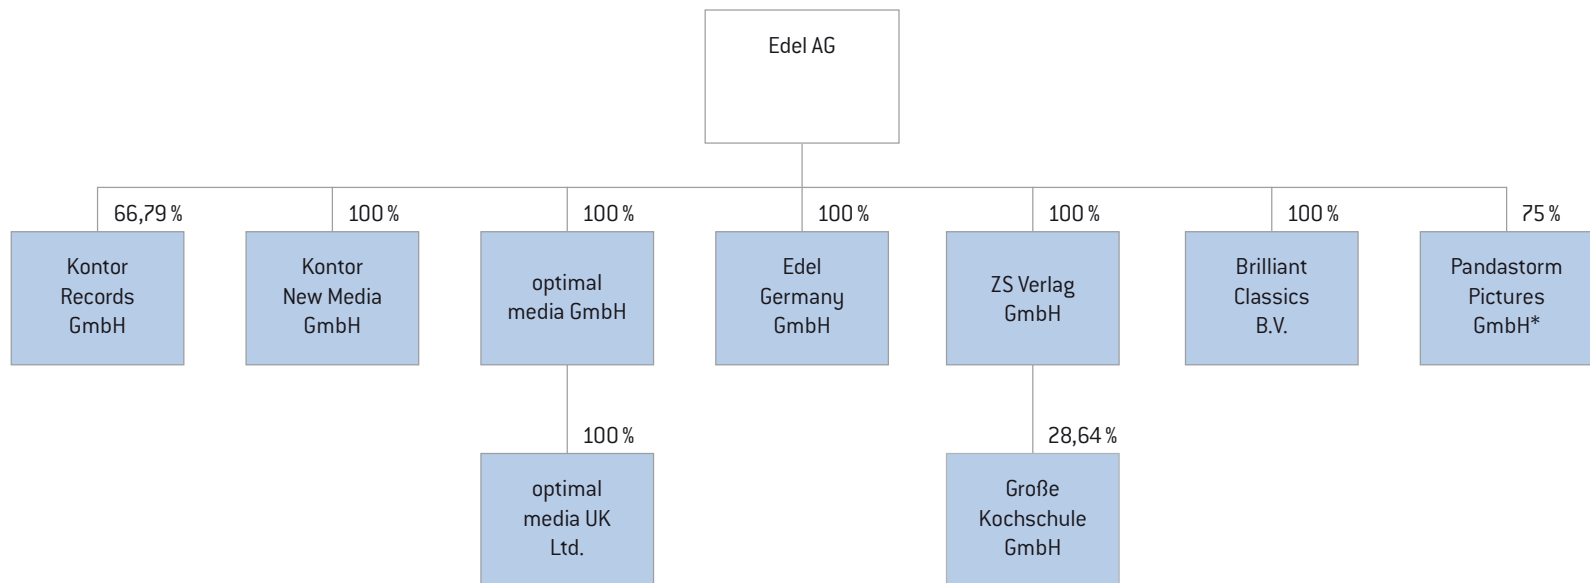 Edel AG
66,79 %
100 %
100 %
100 %
100 %
100 %
75 %
Kontor
Records
GmbH
Kontor
New Media
GmbH
optimal
media GmbH
Edel
Germany
GmbH
ZS Verlag
GmbH
Brilliant
Classics
B.V.
Pandastorm
Pictures
GmbH*
100 %
28,64 %
optimal
media UK
Ltd.
Große
Kochschule
GmbH